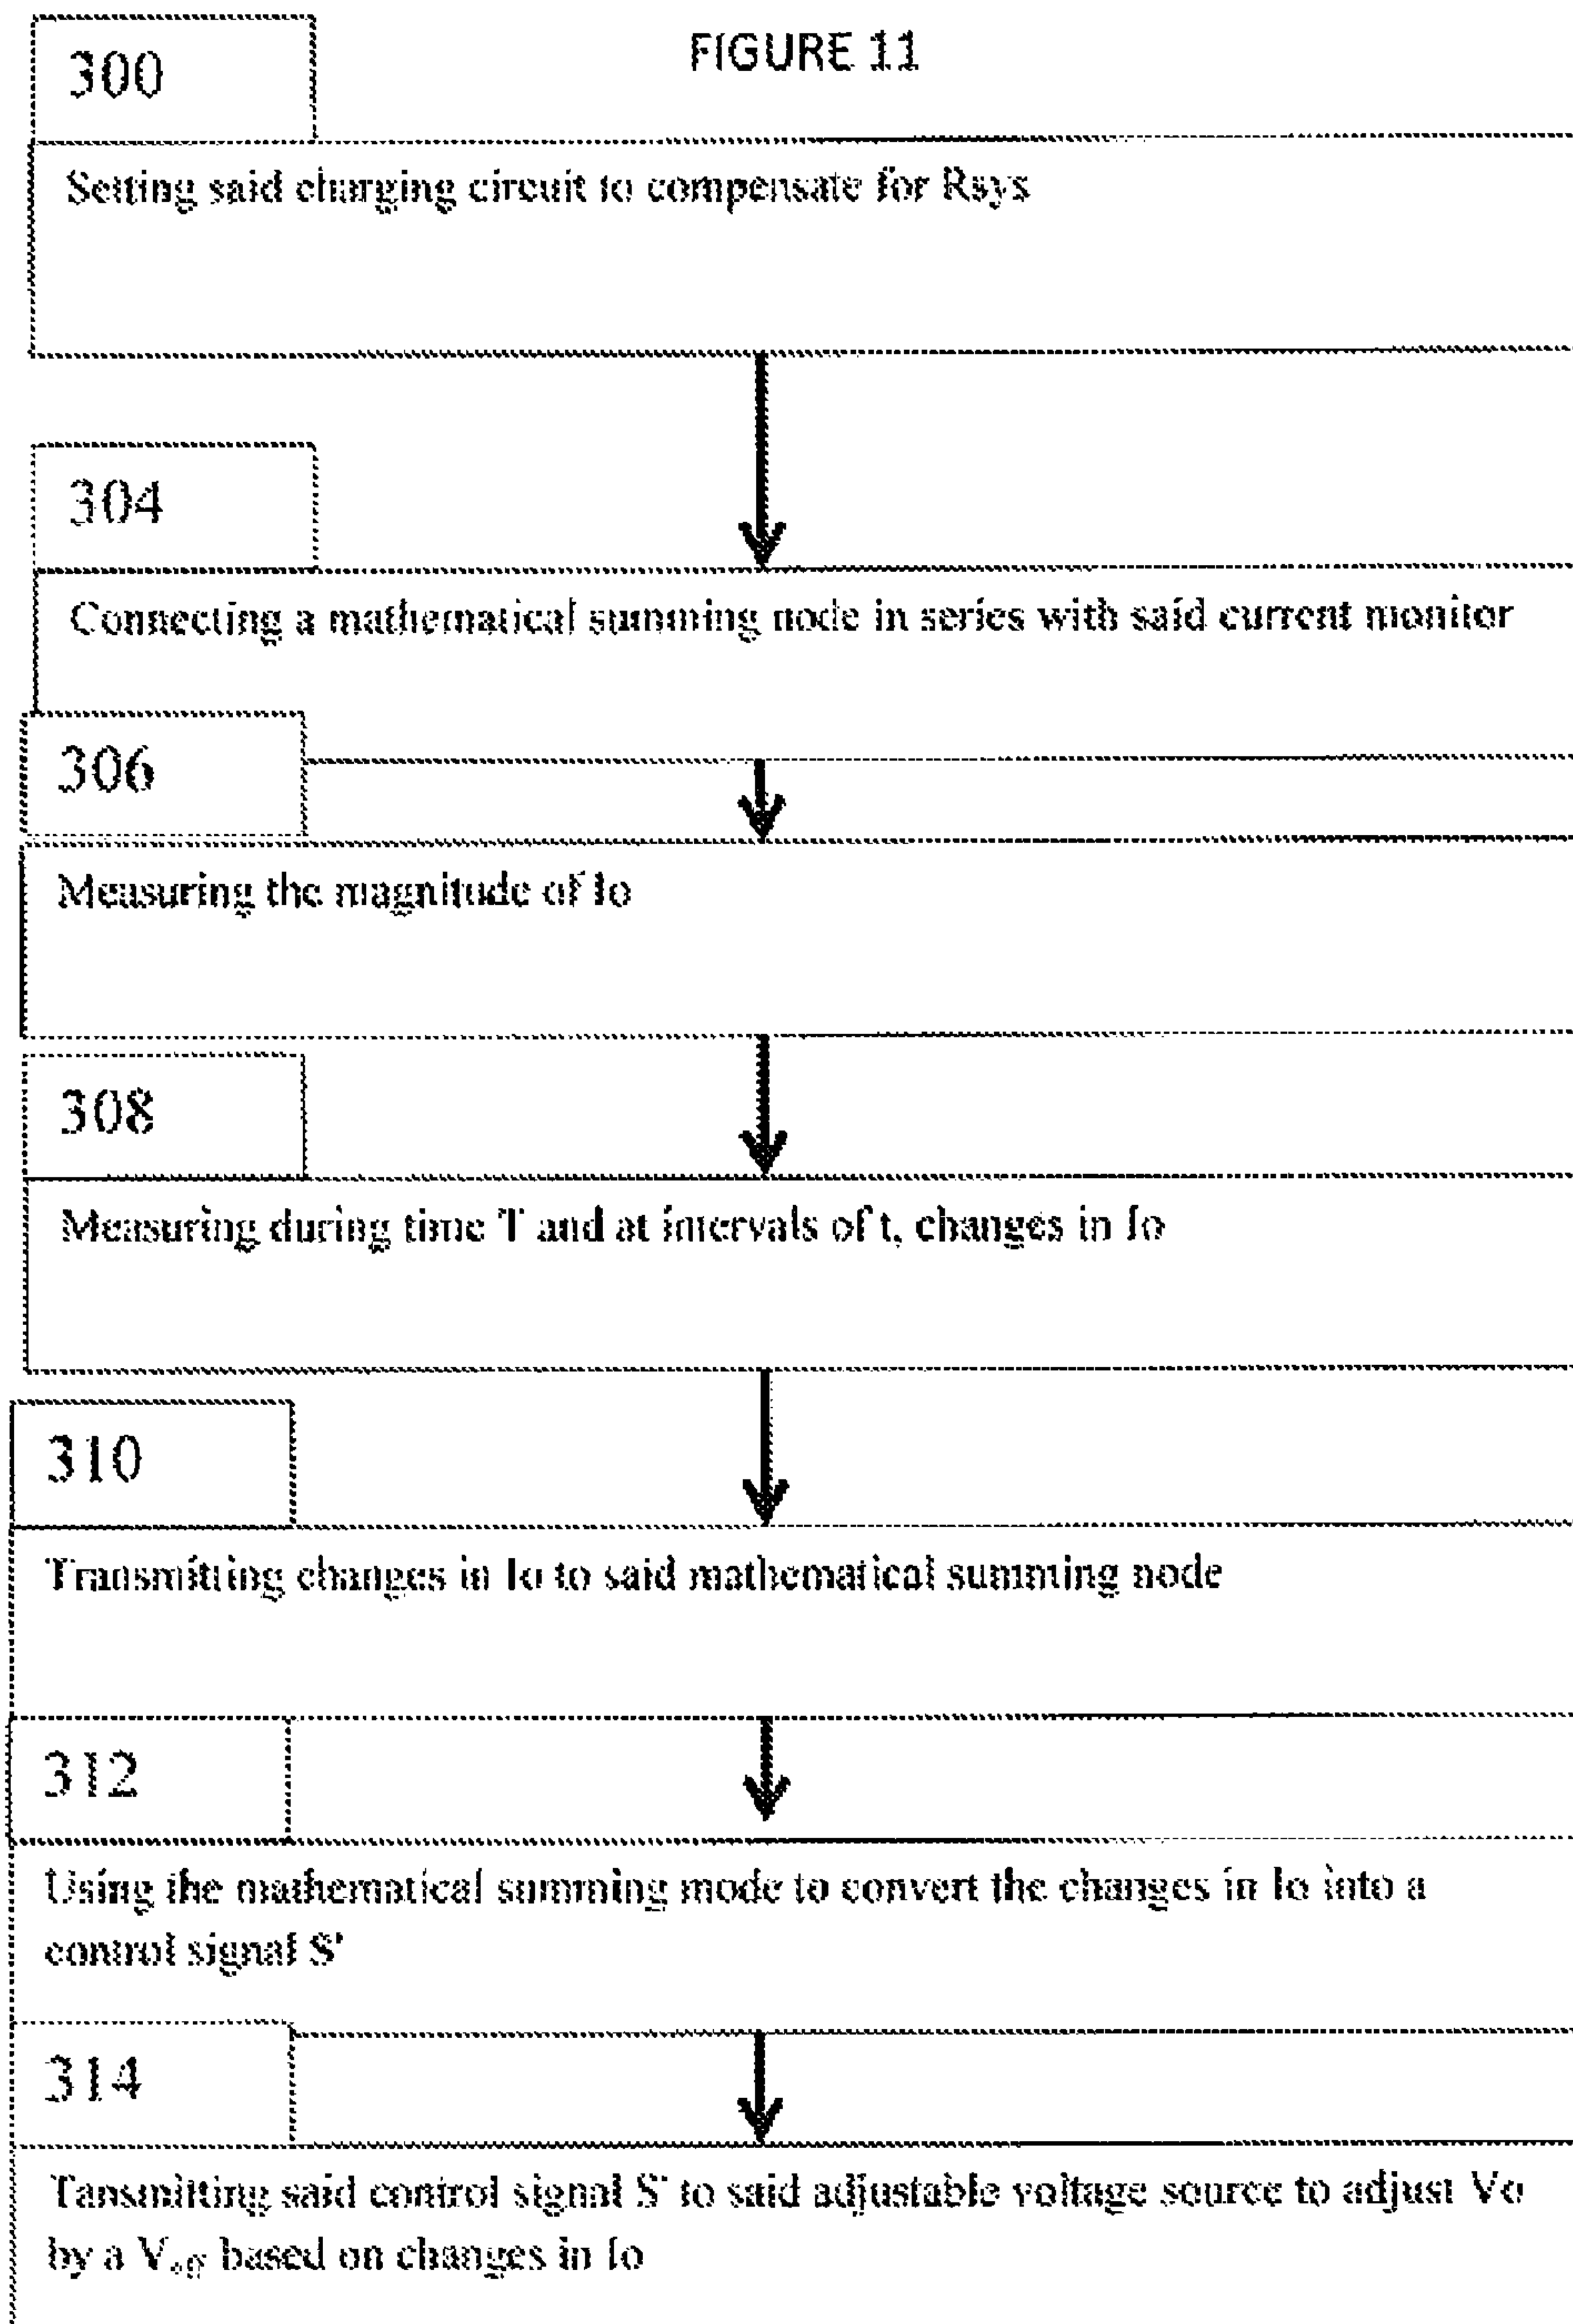 FIGURE 11
300
Setting said charging circuit to compensate for Rsys
304
Connecting a mathematical summing node in series with said current monitor
306
Measuring the magnitude of Io
308
Measuring during time T and at intervals of t, changes in Io
310
Transmitting changes in Io to said mathematical summing node
312
Using the mathematical summing mode to convert the changes in Io into a
control signal S'
314
Tansmitting said control signal S' to said adjustable voltage source to adjust Vo
by a based on changes in Io